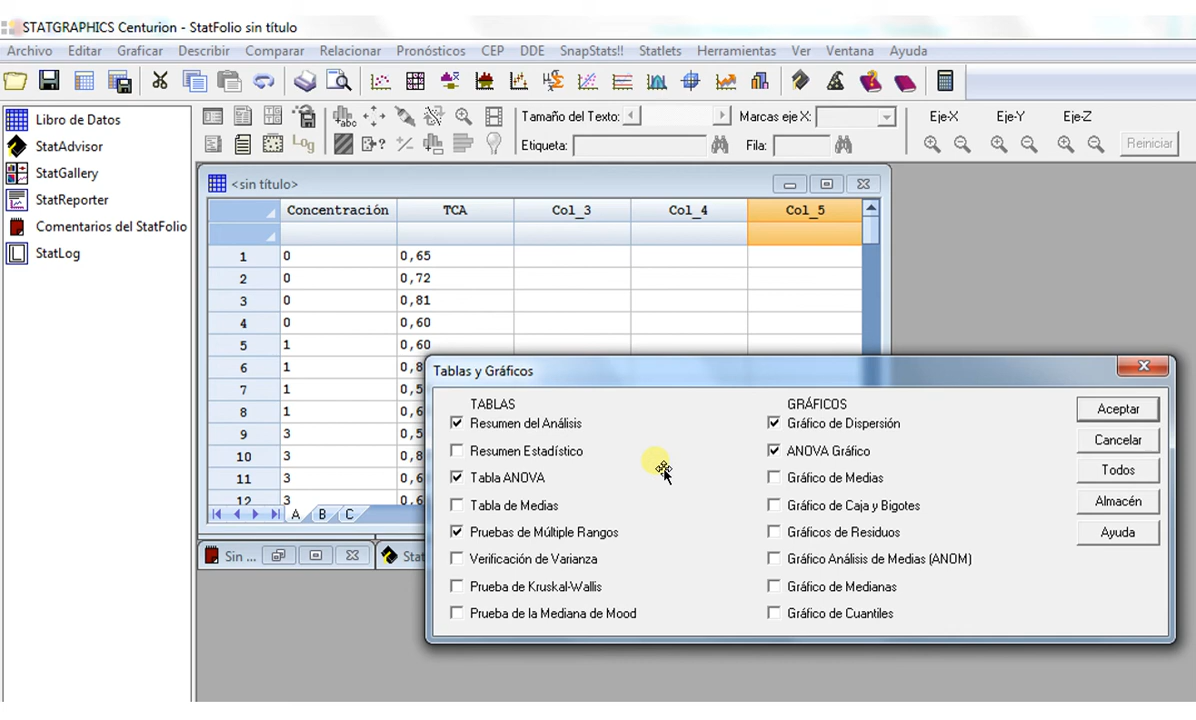 STATGRAPHICS Centurion - StatFolio sin título
Archivo Editar Graficar Describir Comparar Relacionar Pronósticos CEP DDE SnapStats!! Statlets Herramientas Ver Ventana Ayuda
Tamaño del Texto: Marcas eje X: Eje-X Eje-Y Eje-Z
Log Etiqueta: Fila: Reiniciar
Libro de Datos
StatAdvisor
StatGallery
StatReporter
Comentarios del StatFolio
StatLog
<sin título>
Concentración TCA Col_3 Col_4 Col_5
1 0 0,65
2 0 0,72
3 0 0,81
4 0 0,60
5 1 0,60
6 1
7 1
8 1
9 3
10 3
11 3
12 3
A B C
Sin ...
Tablas y Gráficos
TABLAS
Resumen del Análisis
Resumen Estadístico
Tabla ANOVA
Tabla de Medias
Pruebas de Múltiple Rangos
Verificación de Varianza
Prueba de Kruskal-Wallis
Prueba de la Mediana de Mood
GRÁFICOS
Gráfico de Dispersión
ANOVA Gráfico
Gráfico de Medias
Gráfico de Caja y Bigotes
Gráficos de Residuos
Gráfico Análisis de Medias (ANOM)
Gráfico de Medianas
Gráfico de Cuantiles
Aceptar
Cancelar
Todos
Almacén
Ayuda